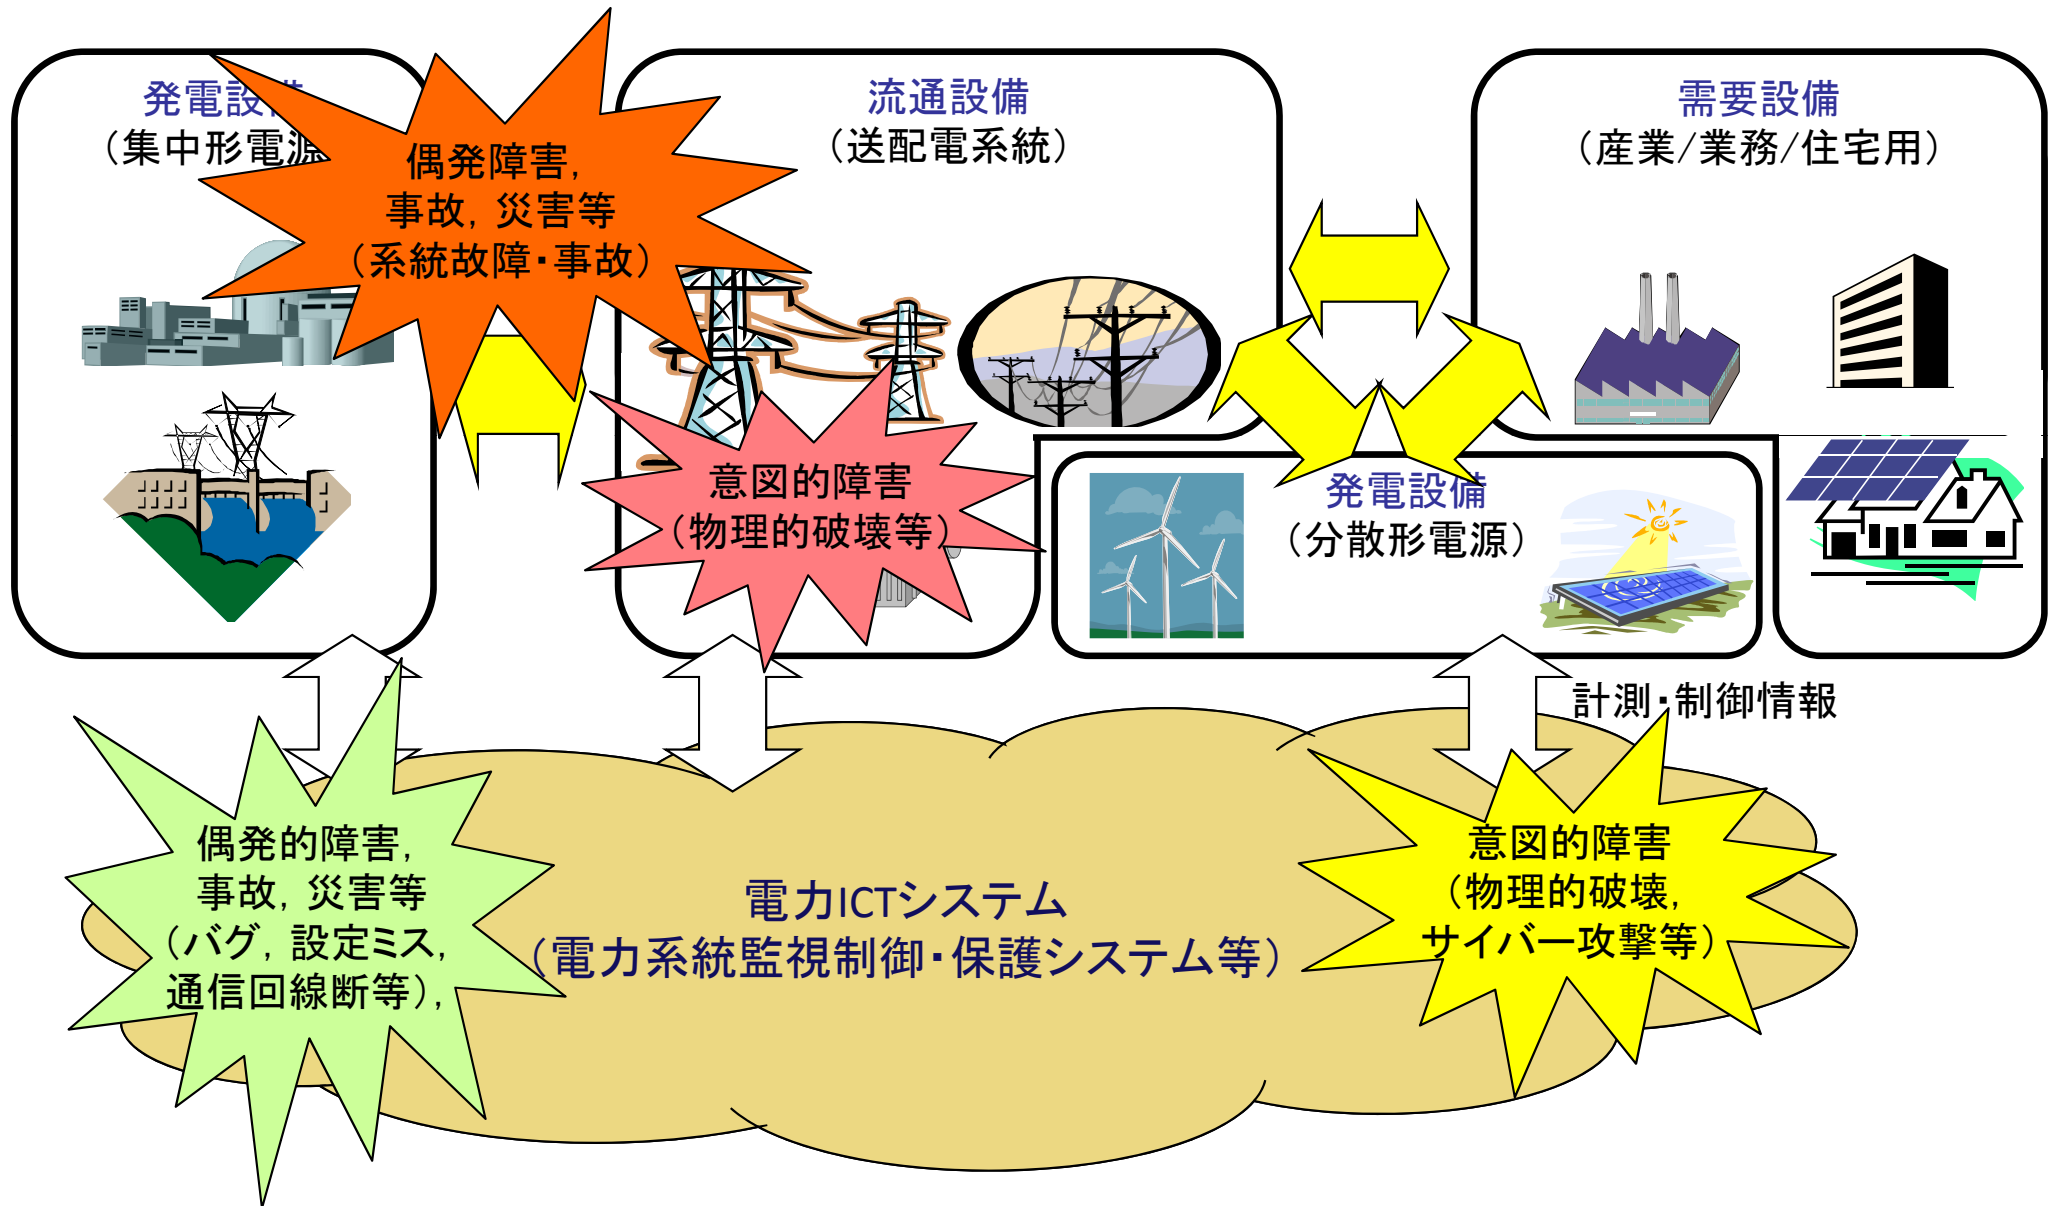 発電設備
（集中形電源
流通設備
（送配電系統）
需要設備
（産業/業務/住宅用）
偶発障害,
事故, 災害等
（系統故障・事故）
意図的障害
（物理的破壊等）
発電設備
（分散形電源）
計測・制御情報
偶発的障害,
事故, 災害等
（バグ, 設定ミス,
通信回線断等）,
電力ICTシステム
（電力系統監視制御・保護システム等）
意図的障害
（物理的破壊,
サイバー攻撃等）